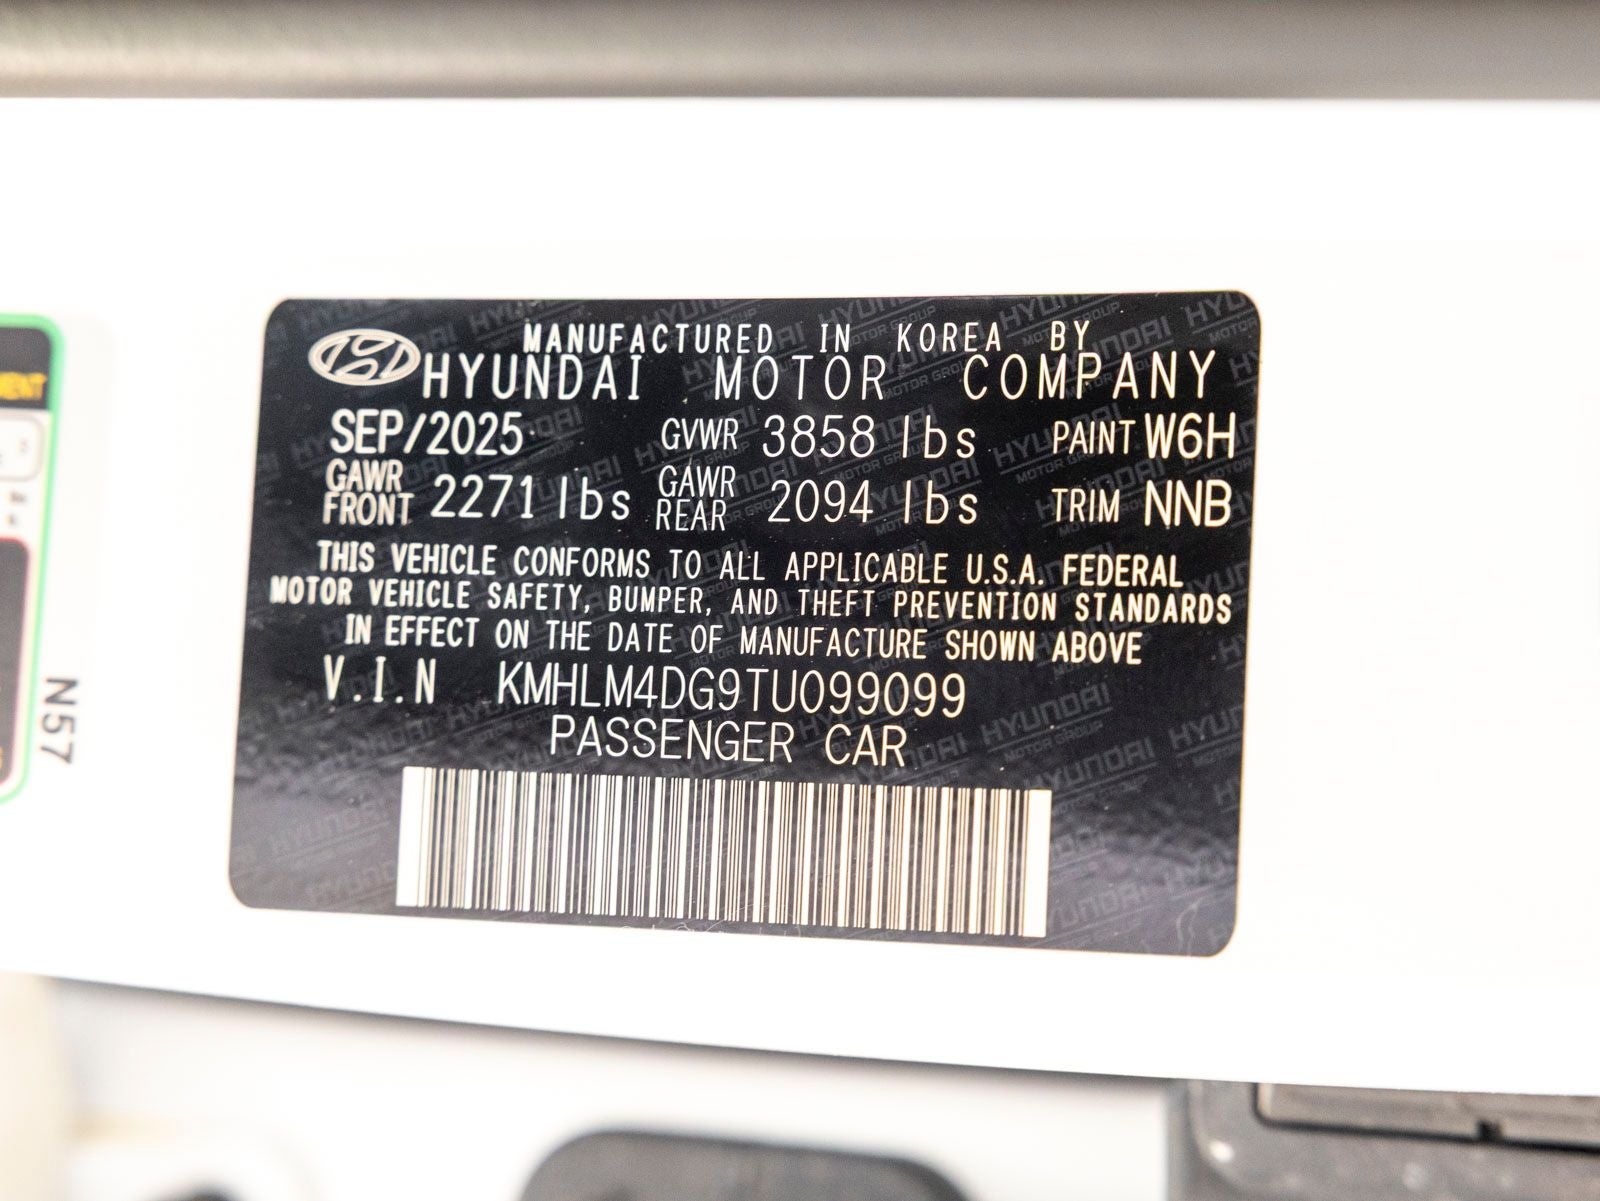 MANUFACTURED IN KOREA BY
HYUNDAI MOTOR COMPANY
SEP/2025 GVWR 3858 lbs PAINT W6H
GAWR FRONT 2271 lbs GAWR REAR 2094 lbs TRIM NNB
THIS VEHICLE CONFORMS TO ALL APPLICABLE U.S.A. FEDERAL
MOTOR VEHICLE SAFETY, BUMPER, AND THEFT PREVENTION STANDARDS
IN EFFECT ON THE DATE OF MANUFACTURE SHOWN ABOVE
V.I.N KMHLM4DG9TU099099
PASSENGER CAR
N57